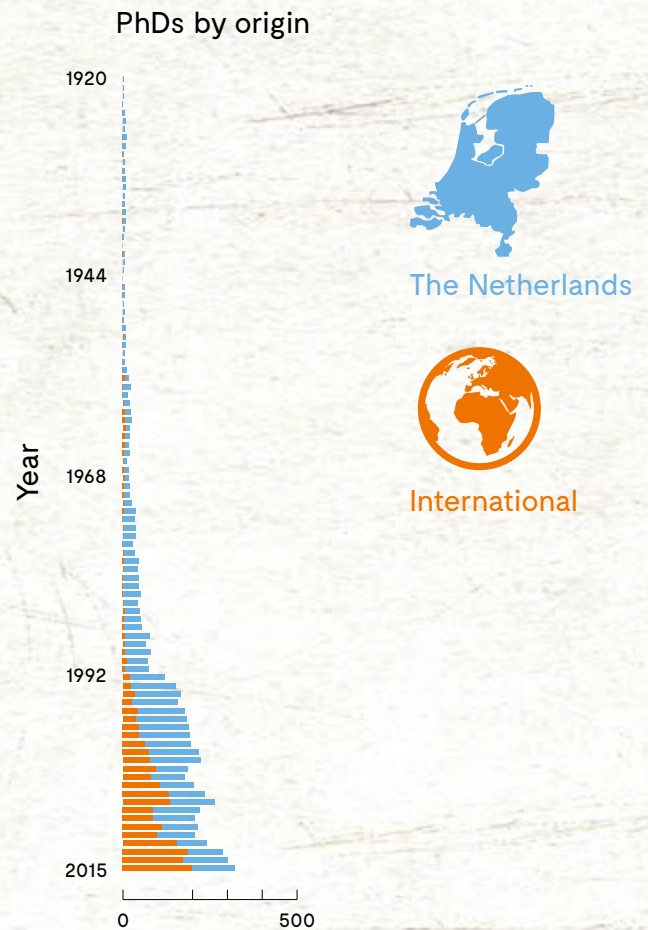 PhDs by origin
1920
1944
The Netherlands
Year
1968
International
1992
2015
0
500